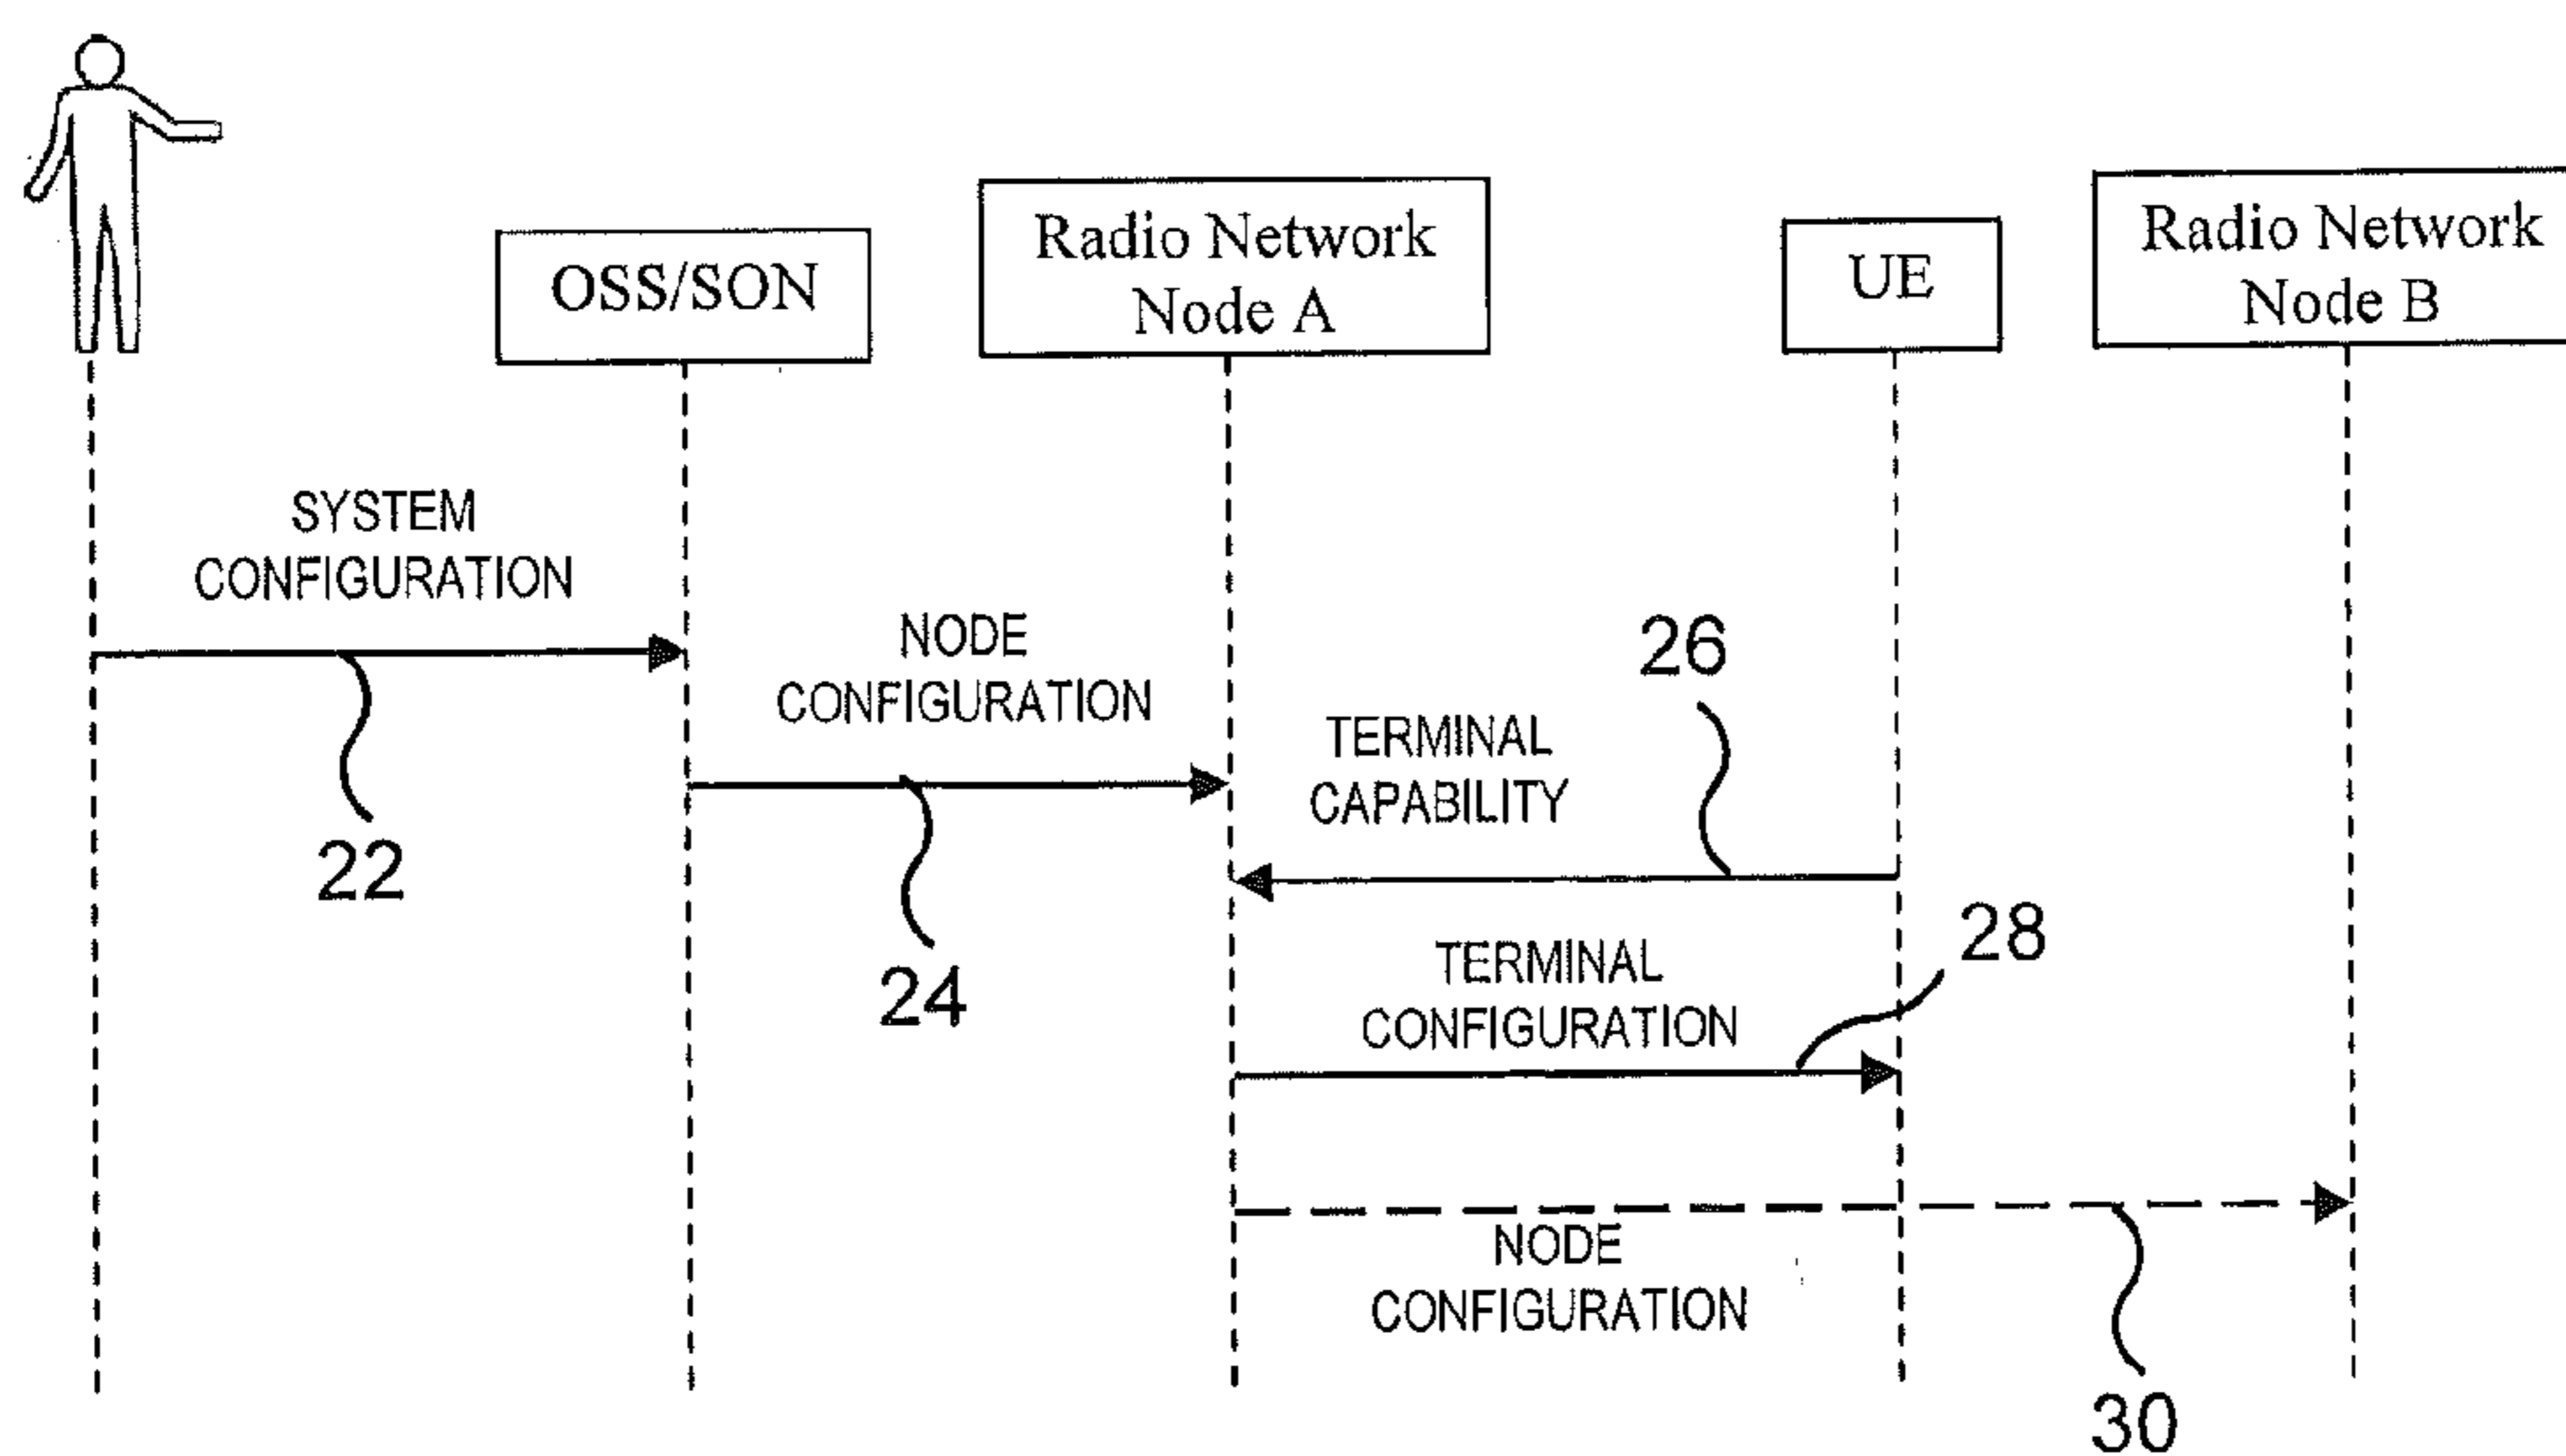 OSS/SON
Radio Network
Node A
UE
Radio Network
Node B
SYSTEM
CONFIGURATION
22
NODE
CONFIGURATION
24
TERMINAL
CAPABILITY
26
TERMINAL
CONFIGURATION
28
NODE
CONFIGURATION
30